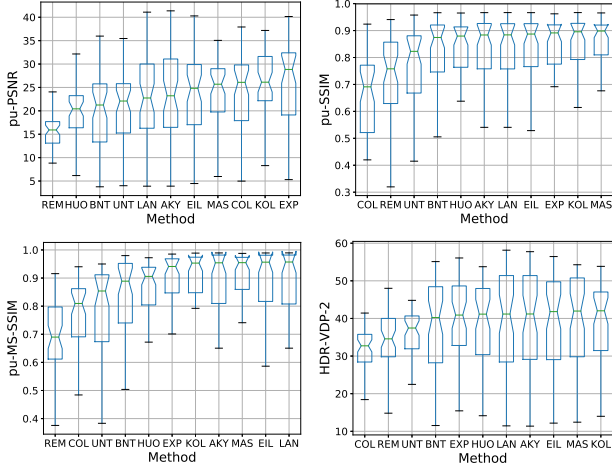 pu-PSNR
40
35
30
25
20
15
10
5
REM HUO BNT UNT LAN AKY EIL MAS COL KOL EXP
Method
pu-SSIM
1.0
0.9
0.8
0.7
0.6
0.5
0.4
0.3
COL REM UNT BNT HUO AKY LAN EIL EXP KOL MAS
Method
pu-MS-SSIM
1.0
0.9
0.8
0.7
0.6
0.5
0.4
REM COL UNT BNT HUO EXP KOL AKY MAS EIL LAN
Method
HDR-VDP-2
60
50
40
30
20
10
COL REM UNT BNT EXP HUO LAN AKY EIL MAS KOL
Method